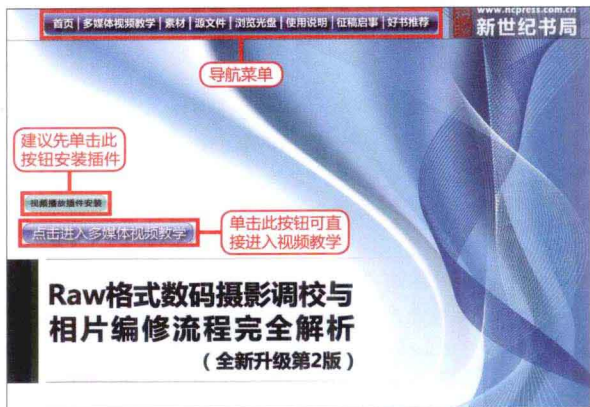 www.ncpress.com.cn
首页 | 多媒体视频教学 | 素材 | 源文件 | 浏览光盘 | 使用说明 | 征稿启事 | 好书推荐
新世纪书局
导航菜单
建议先单击此
按钮安装插件
视频播放插件安装
点击进入多媒体视频教学
单击此按钮可直
接进入视频教学
Raw格式数码摄影调校与
相片编修流程完全解析
（全新升级第2版）